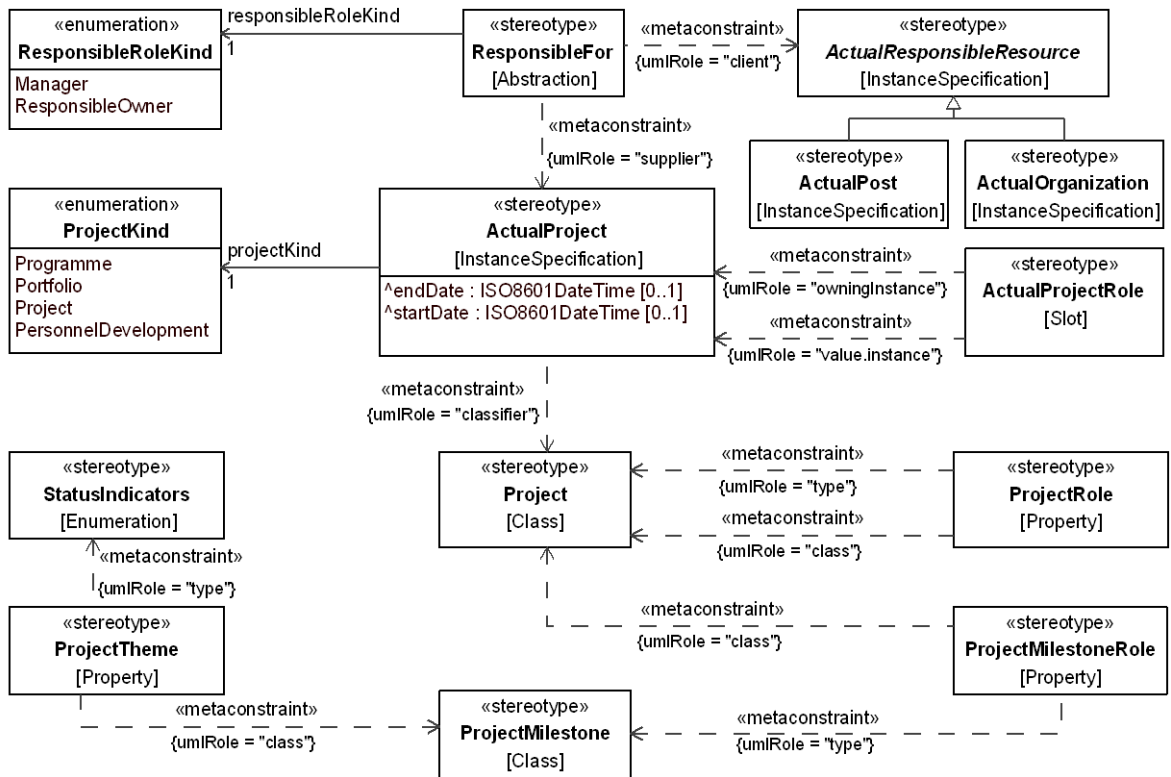 «enumeration»
ResponsibleRoleKind
Manager
ResponsibleOwner
responsibleRoleKind
1
«stereotype»
ResponsibleFor
[Abstraction]
«metaconstraint»
{umlRole = "client"}
«stereotype»
ActualResponsibleResource
[InstanceSpecification]
«metaconstraint»
{umlRole = "supplier"}
«stereotype»
ActualPost
[InstanceSpecification]
«stereotype»
ActualOrganization
[InstanceSpecification]
«enumeration»
ProjectKind
Programme
Portfolio
Project
PersonnelDevelopment
projectKind
1
«stereotype»
ActualProject
[InstanceSpecification]
^endDate : ISO8601DateTime [0..1]
^startDate : ISO8601DateTime [0..1]
«metaconstraint»
{umlRole = "owningInstance"}
«metaconstraint»
{umlRole = "value.instance"}
«stereotype»
ActualProjectRole
[Slot]
«metaconstraint»
{umlRole = "classifier"}
«stereotype»
StatusIndicators
[Enumeration]
«stereotype»
Project
[Class]
«metaconstraint»
{umlRole = "type"}
«metaconstraint»
{umlRole = "class"}
«stereotype»
ProjectRole
[Property]
«metaconstraint»
{umlRole = "type"}
«stereotype»
ProjectTheme
[Property]
«metaconstraint»
{umlRole = "class"}
«stereotype»
ProjectMilestoneRole
[Property]
«metaconstraint»
{umlRole = "class"}
«stereotype»
ProjectMilestone
[Class]
«metaconstraint»
{umlRole = "type"}